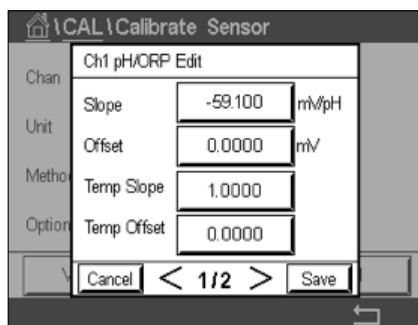 \CAL\Calibrate Sensor
Ch1 pH/ORP Edit
Chan
Slope -59.100 mV/pH
Unit
Offset 0.0000 mV
Metho
Temp Slope 1.0000
Option
Temp Offset 0.0000
Cancel < 1/2 > Save